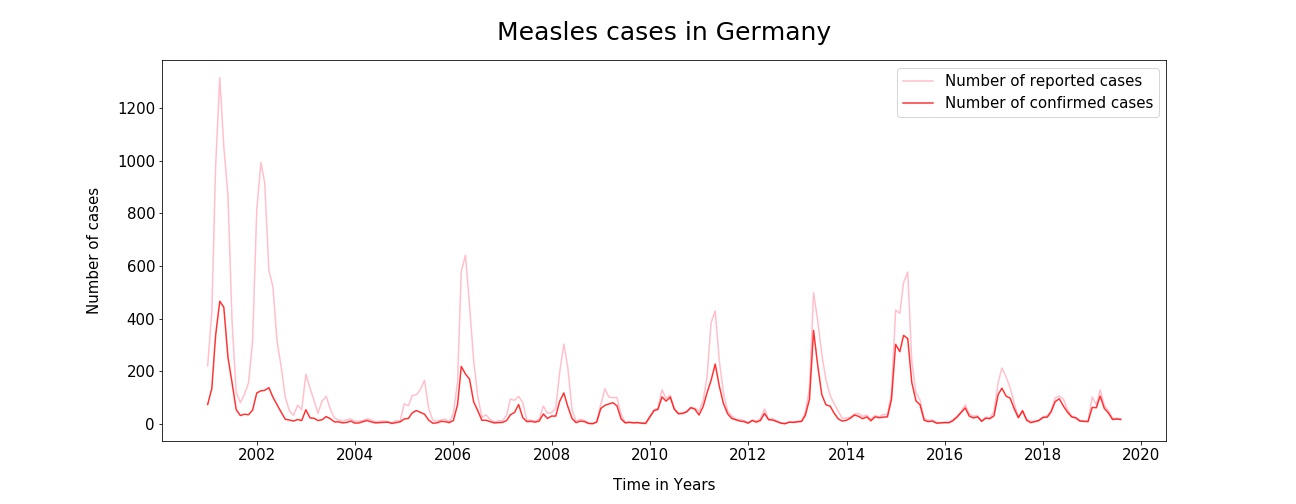 Measles cases in Germany
Number of reported cases
Number of confirmed cases
Number of cases
1200
1000
800
600
400
200
0
2002 2004 2006 2008 2010 2012 2014 2016 2018 2020
Time in Years